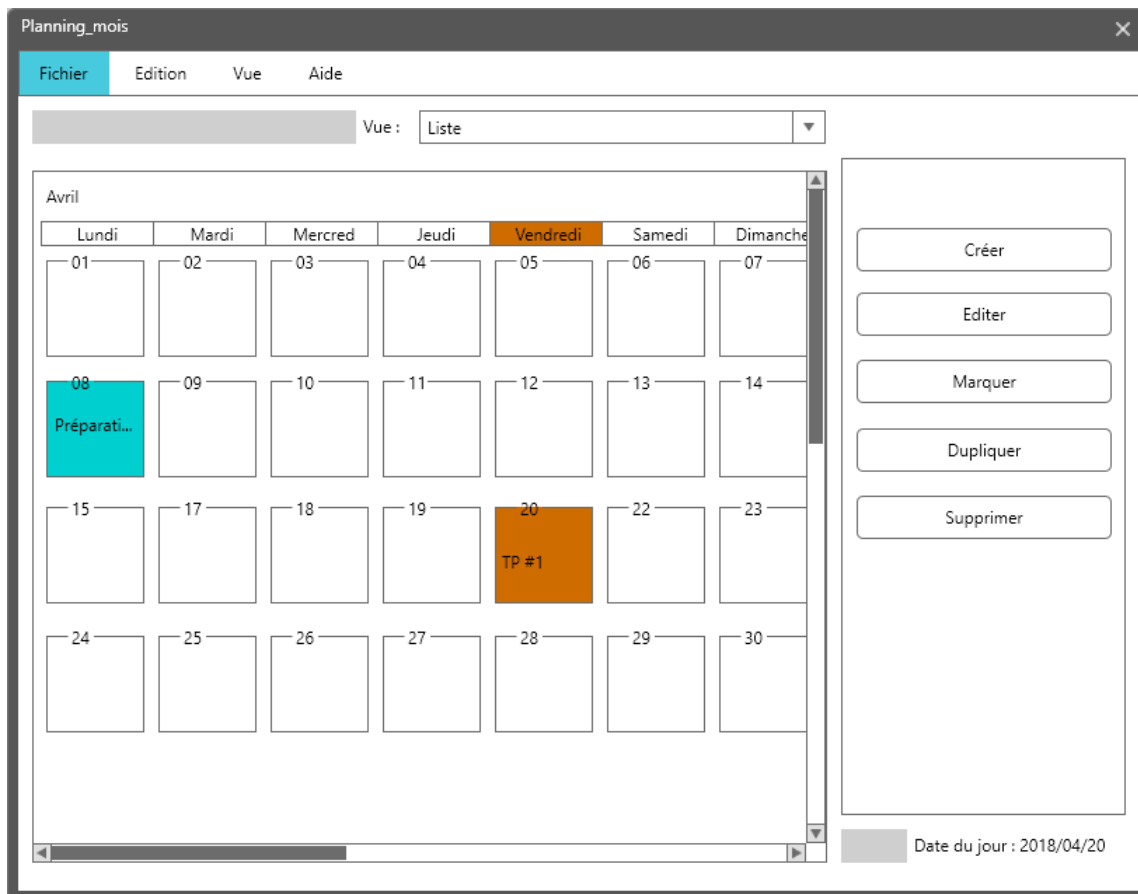 Planning_mois
Fichier Edition Vue Aide
Vue : Liste
Avril
Lundi Mardi Mercred Jeudi Vendredi Samedi Dimanche
01 02 03 04 05 06 07
08 09 10 11 12 13 14
Préparati...
15 17 18 19 20 22 23
TP #1
24 25 26 27 28 29 30
Créer
Editer
Marquer
Dupliquer
Supprimer
Date du jour : 2018/04/20